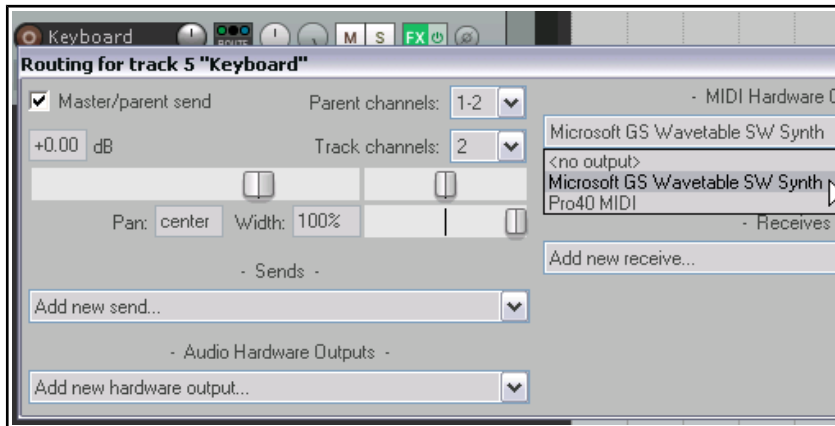 Keyboard ROUTE M S FX
Routing for track 5 "Keyboard"
Master/parent send Parent channels: 1-2
+0.00 dB Track channels: 2
Pan: center Width: 100%
- Sends -
Add new send...
- Audio Hardware Outputs -
Add new hardware output...
- MIDI Hardware
Microsoft GS Wavetable SW Synth
<no output>
Microsoft GS Wavetable SW Synth
Pro40 MIDI
- Receives
Add new receive...